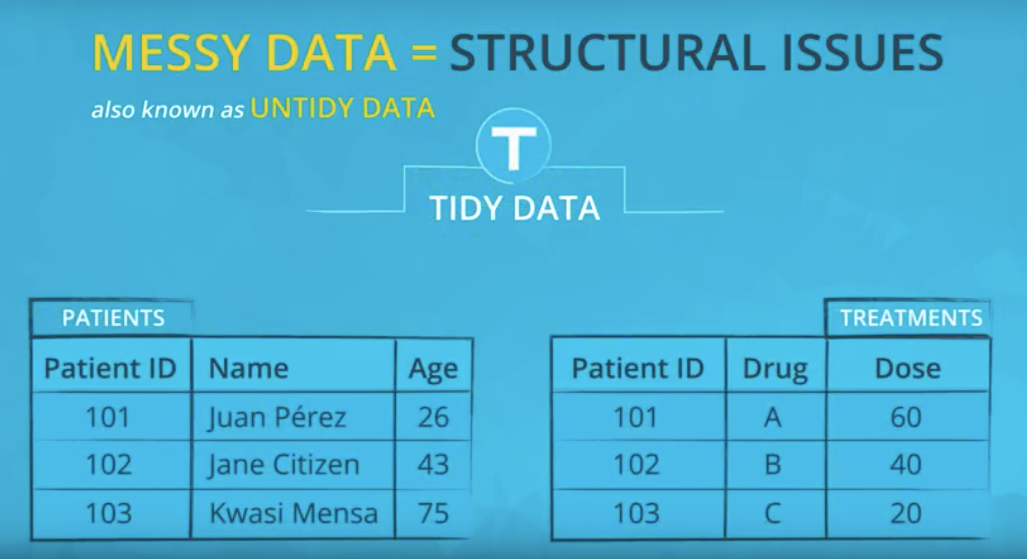 MESSY DATA = STRUCTURAL ISSUES
also known as UNTIDY DATA
T
TIDY DATA
PATIENTS
Patient ID Name Age
101 Juan Pérez 26
102 Jane Citizen 43
103 Kwasi Mensa 75
TREATMENTS
Patient ID Drug Dose
101 A 60
102 B 40
103 C 20